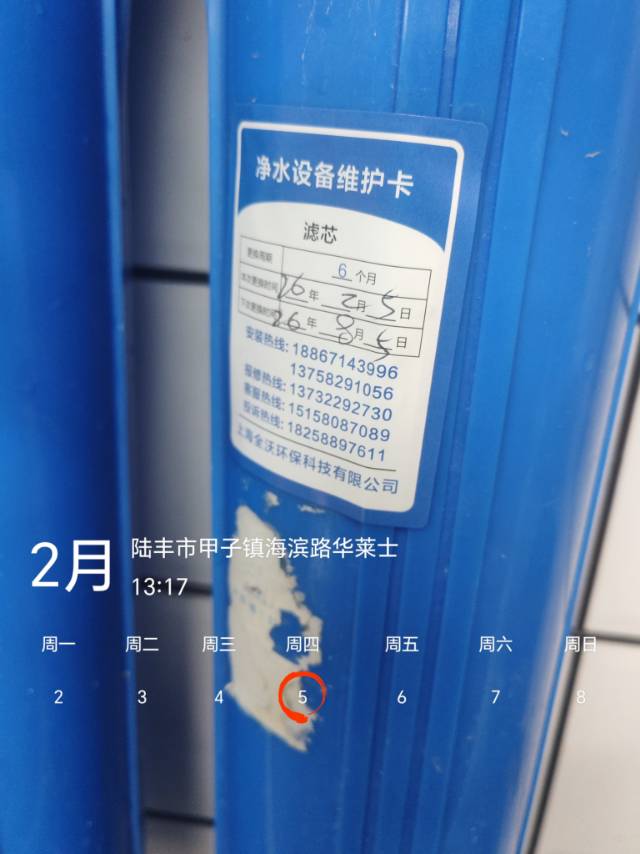 净水设备维护卡
滤芯
更换周期 6 个月
本次更换时间 26 年 2 月 5 日
下次更换时间 26 年 8 月 5 日
安装热线: 18867143996
13758291056
报修热线: 13732292730
客服热线: 15158087089
投诉热线: 18258897611
上海全沃环保科技有限公司
2月
陆丰市甲子镇海滨路华莱士
13:17
周一 周二 周三 周四 周五 周六 周日
2 3 4 5 6 7 8